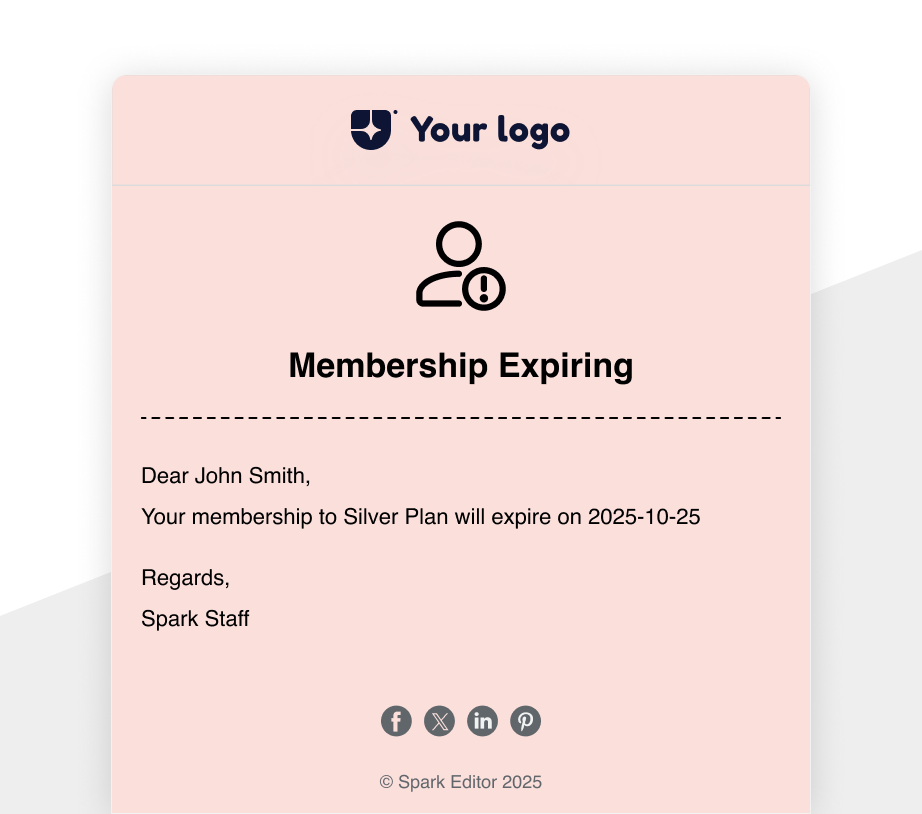 Your logo
Membership Expiring
Dear John Smith,
Your membership to Silver Plan will expire on 2025-10-25
Regards,
Spark Staff
© Spark Editor 2025